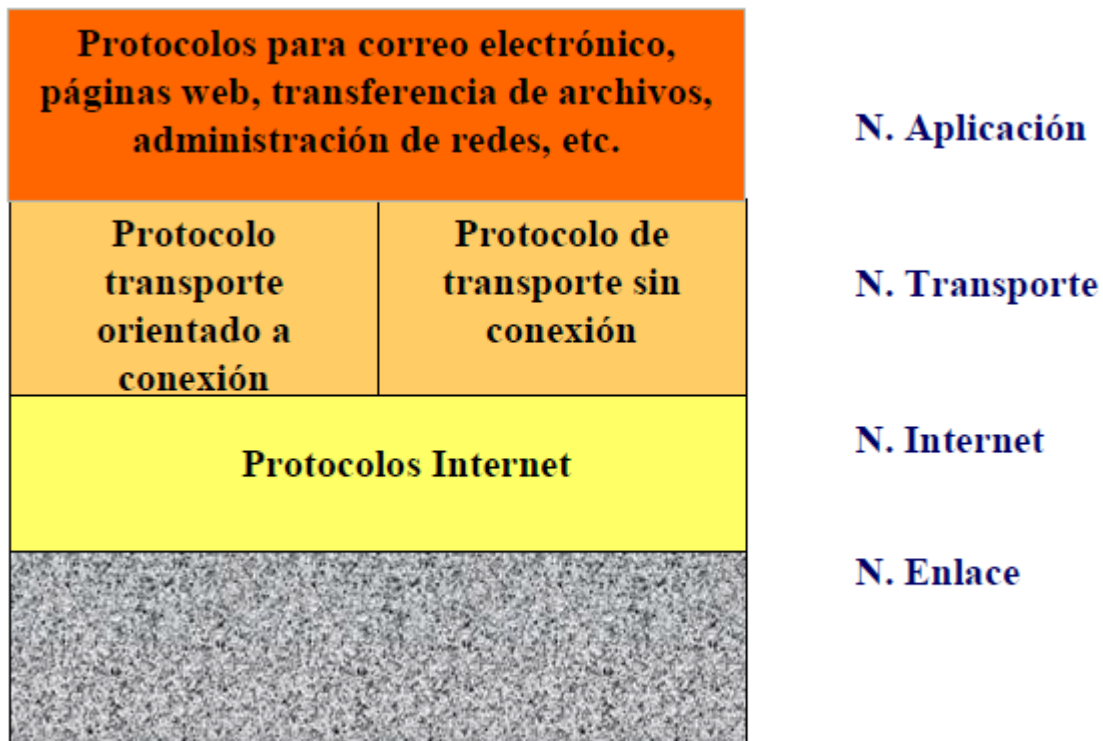 Protocolos para correo electrónico,
páginas web, transferencia de archivos,
administración de redes, etc.
N. Aplicación
Protocolo
transporte
orientado a
conexión
Protocolo de
transporte sin
conexión
N. Transporte
Protocolos Internet
N. Internet
N. Enlace